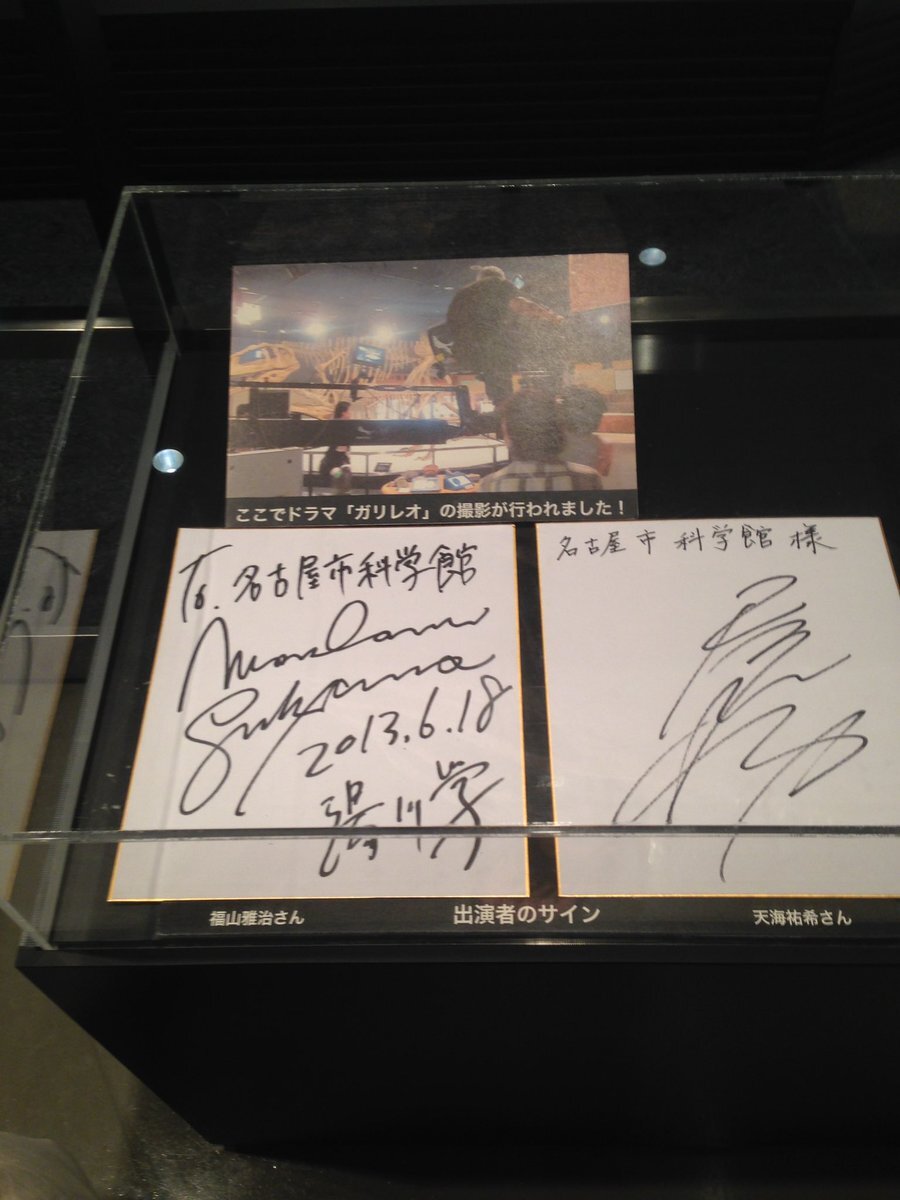 ここでドラマ「ガリレオ」の撮影が行われました！
To. 名古屋市科学館
Masaharu
Fukuyama
2013.6.18
湯川学
名古屋市科学館様
福山雅治さん
出演者のサイン
天海祐希さん